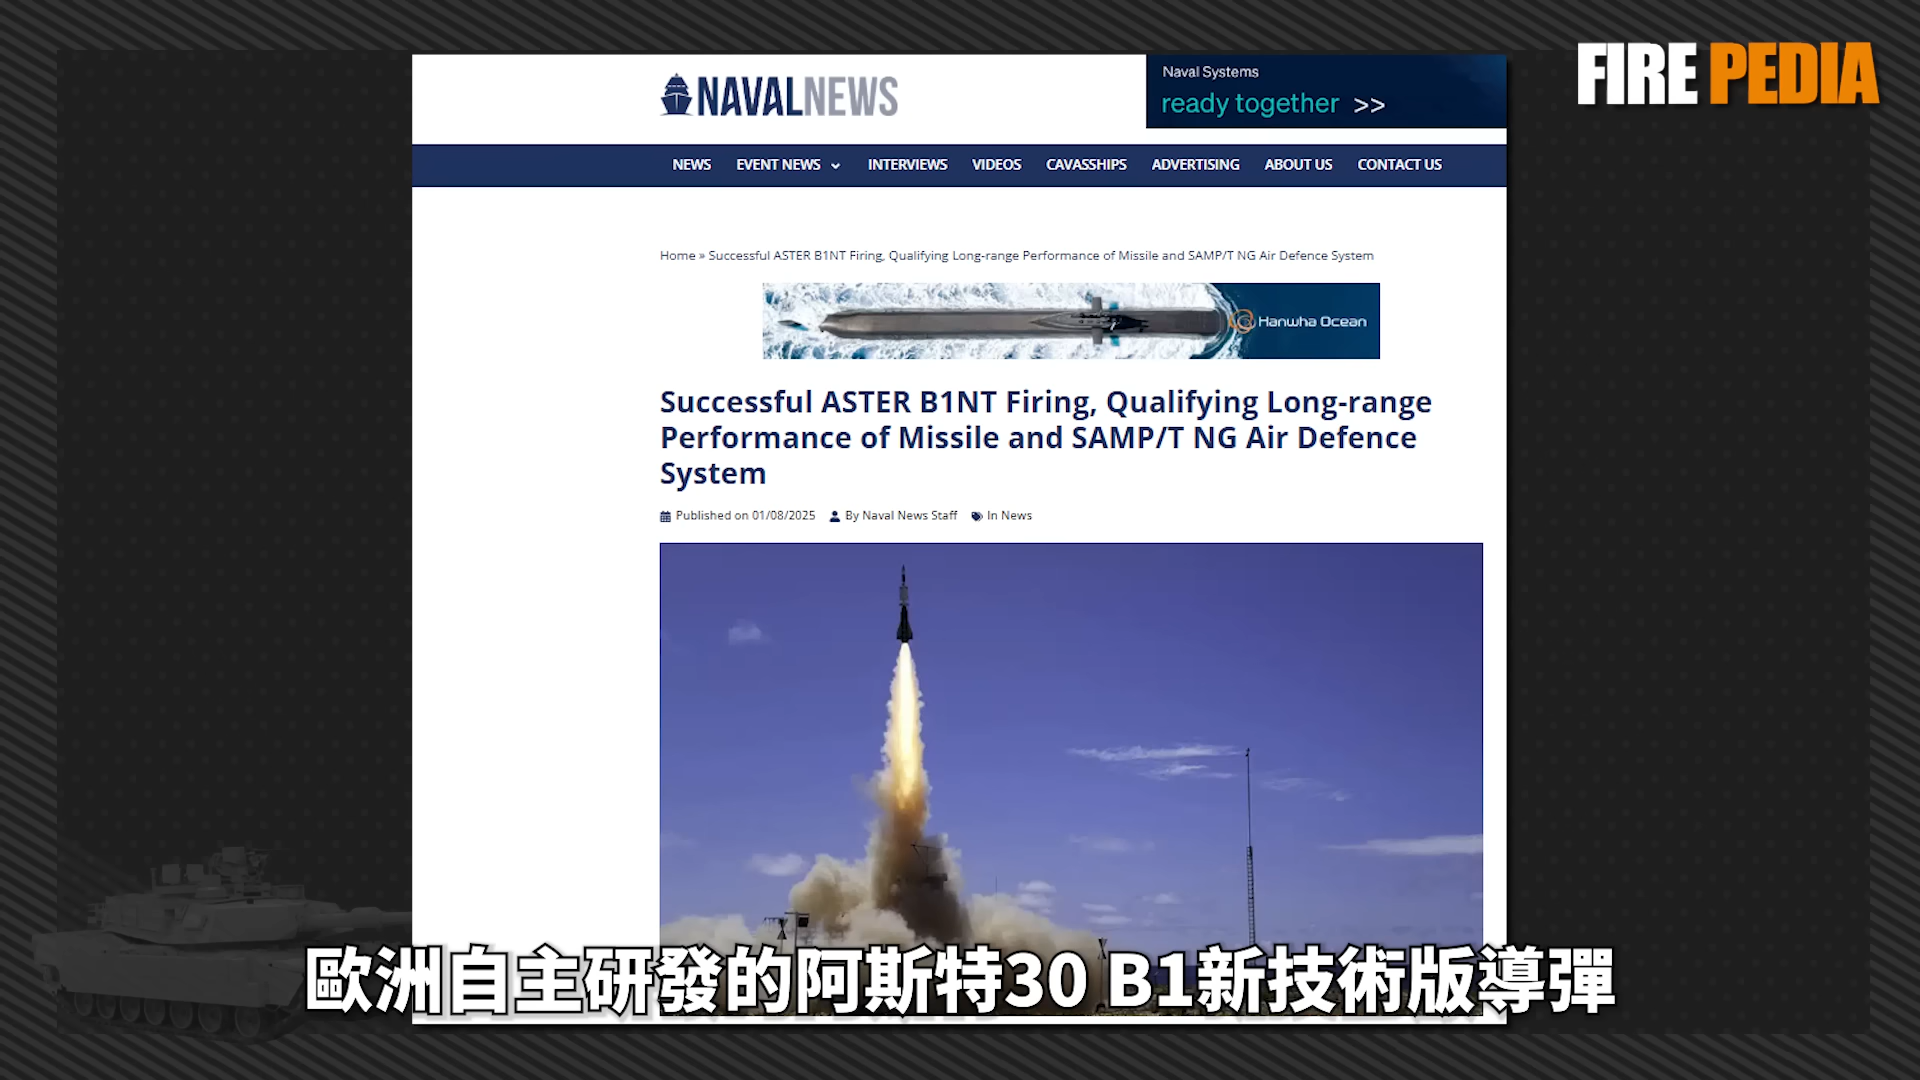 FIRE PEDIA
NAVALNEWS
Naval Systems
ready together >>
NEWS EVENT NEWS INTERVIEWS VIDEOS CAVASSHIPS ADVERTISING ABOUT US CONTACT US
Home » Successful ASTER B1NT Firing, Qualifying Long-range Performance of Missile and SAMP/T NG Air Defence System
Hanwha Ocean
Successful ASTER B1NT Firing, Qualifying Long-range
Performance of Missile and SAMP/T NG Air Defence
System
Published on 01/08/2025 By Naval News Staff In News
歐洲自主研發的阿斯特30 B1新技術版導彈